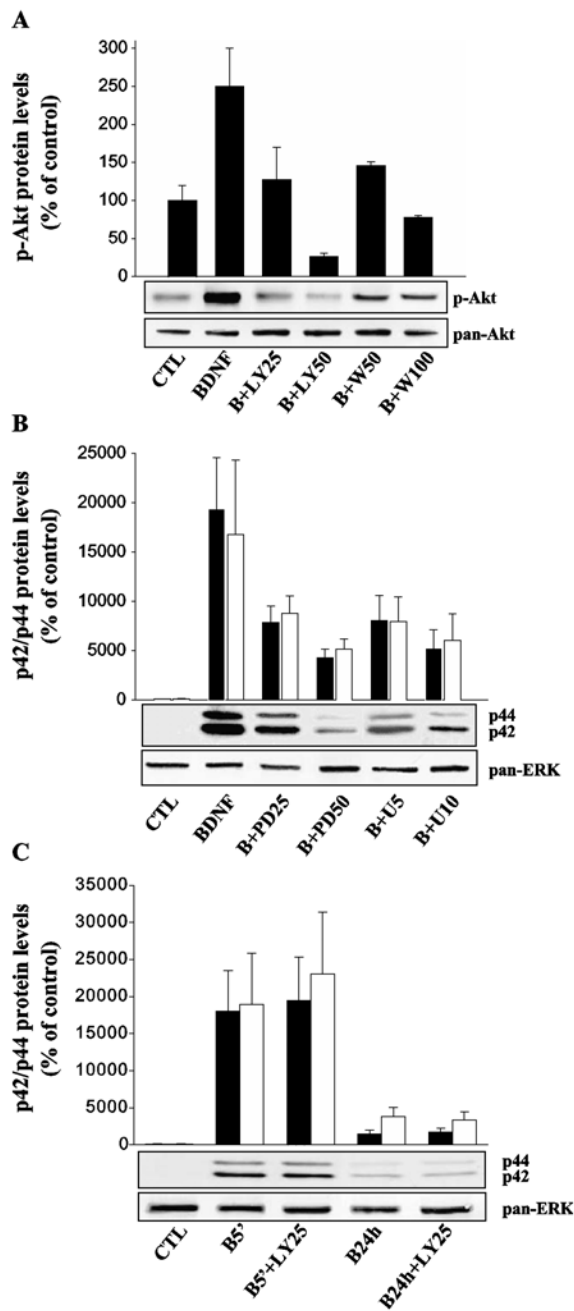 A
p-Akt protein levels
(% of control)
300
250
200
150
100
50
0
p-Akt
pan-Akt
CTL
BDNF
B+LY25
B+LY50
B+W50
B+W100
B
p42/p44 protein levels
(% of control)
25000
20000
15000
10000
5000
0
p44
p42
pan-ERK
CTL
BDNF
B+PD25
B+PD50
B+U5
B+U10
C
p42/p44 protein levels
(% of control)
35000
30000
25000
20000
15000
10000
5000
0
p44
p42
pan-ERK
CTL
B5'
B5'+LY25
B24h
B24h+LY25